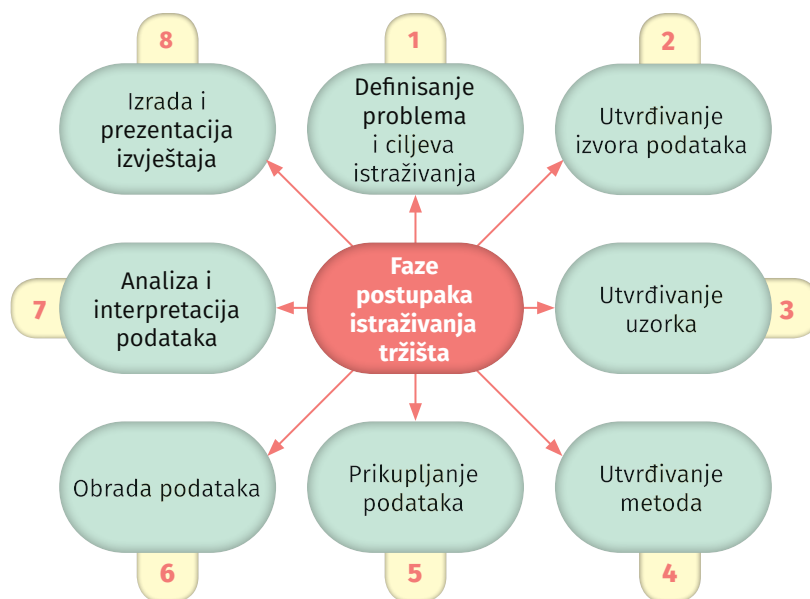 8
Izrada i
prezentacija
izvještaja
1
Definisanje
problema
i ciljeva
istraživanja
2
Utvrđivanje
izvora podataka
7
Analiza i
interpretacija
podataka
Faze
postupaka
istraživanja
tržišta
Utvrđivanje
uzorka
3
Obrada podataka
6
Prikupljanje
podataka
5
Utvrđivanje
metoda
4